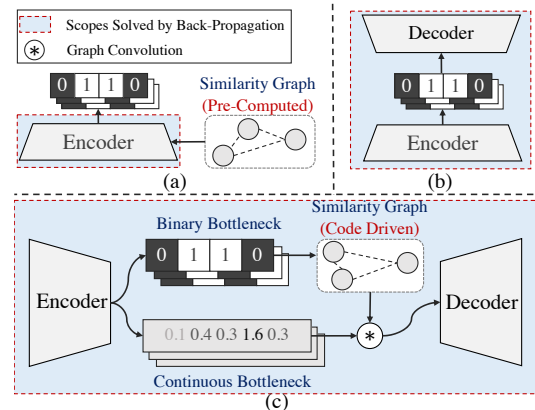 Scopes Solved by Back-Propagation
Graph Convolution
0 1 1 0
Similarity Graph
(Pre-Computed)
Encoder
(a)
Decoder
0 1 1 0
Encoder
(b)
Binary Bottleneck
Similarity Graph
(Code Driven)
0 1 1 0
Encoder
Decoder
0.1 0.4 0.3 1.6 0.3
*
Continuous Bottleneck
(c)